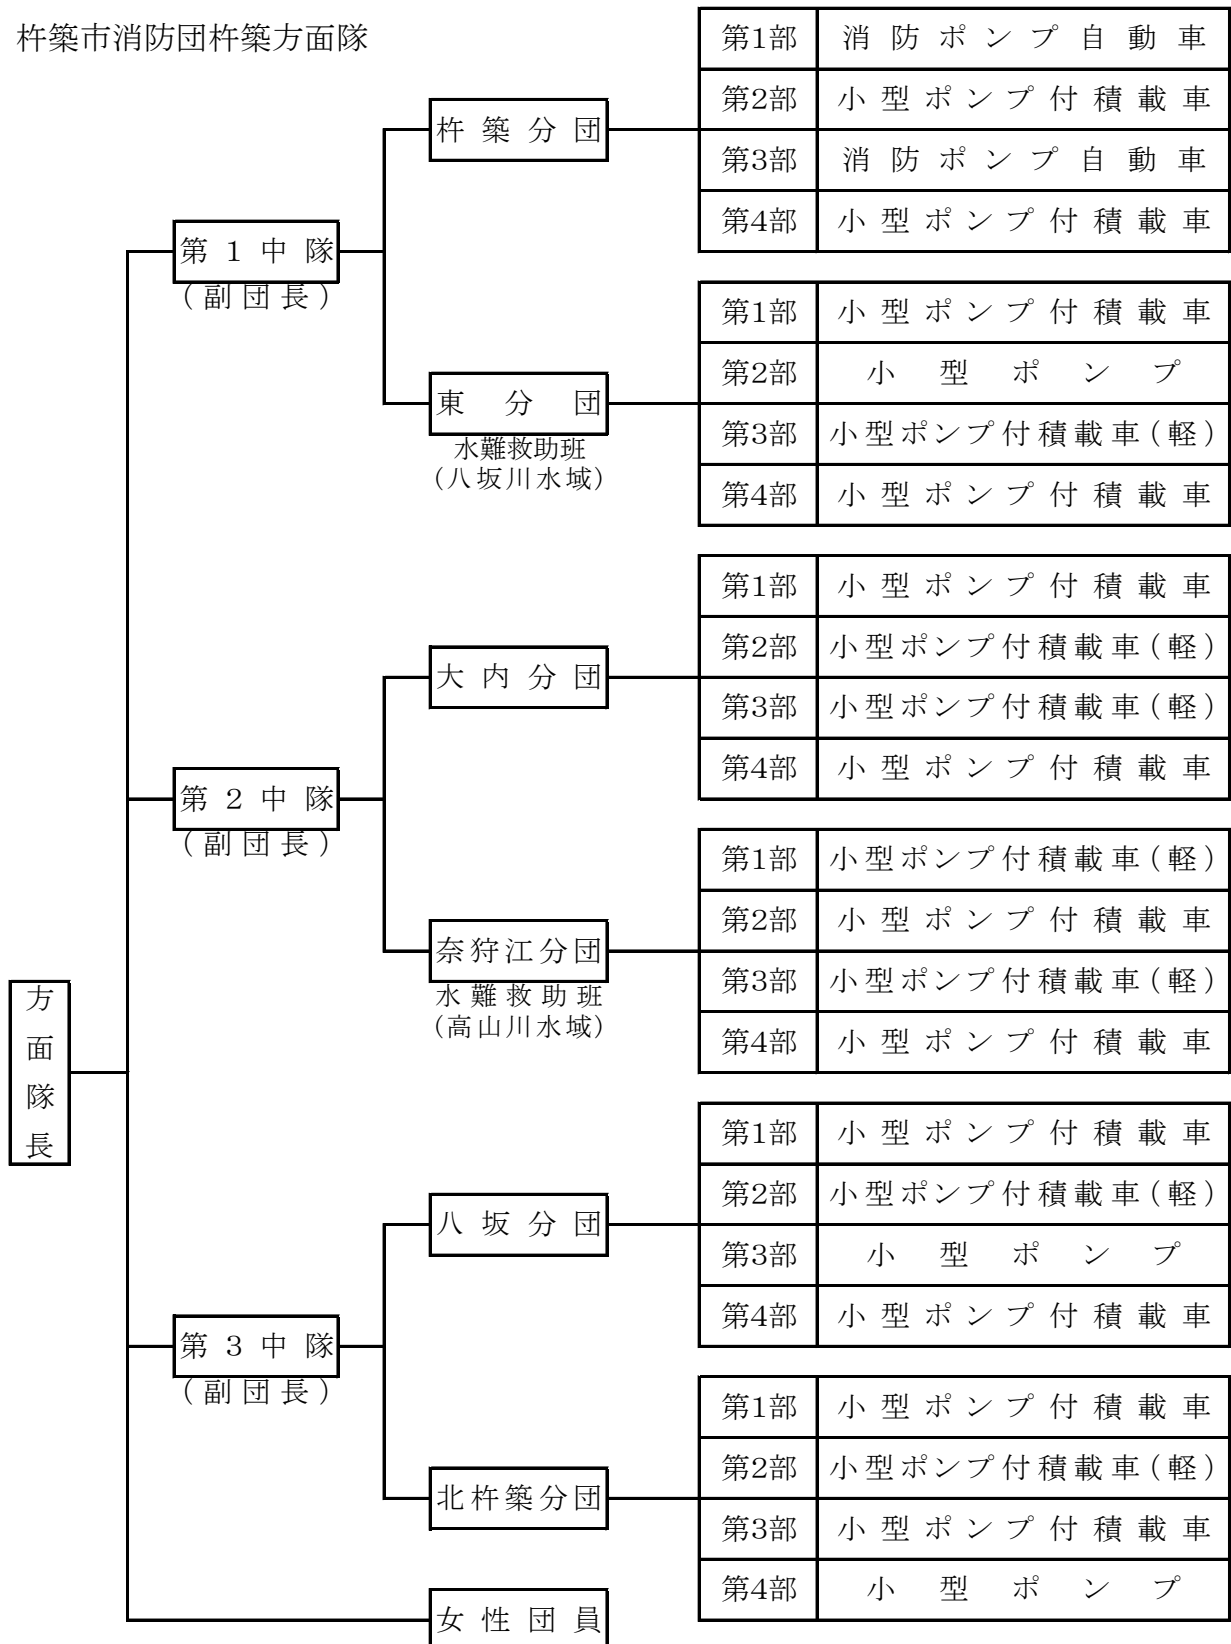 杵築市消防団杵築方面隊
方面隊長
第1中隊
(副団長)
杵築分団
第1部 消防ポンプ自動車
第2部 小型ポンプ付積載車
第3部 消防ポンプ自動車
第4部 小型ポンプ付積載車
東分団
水難救助班
(八坂川水域)
第1部 小型ポンプ付積載車
第2部 小型ポンプ
第3部 小型ポンプ付積載車(軽)
第4部 小型ポンプ付積載車
第2中隊
(副団長)
大内分団
第1部 小型ポンプ付積載車
第2部 小型ポンプ付積載車(軽)
第3部 小型ポンプ付積載車(軽)
第4部 小型ポンプ付積載車
奈狩江分団
水難救助班
(高山川水域)
第1部 小型ポンプ付積載車(軽)
第2部 小型ポンプ付積載車
第3部 小型ポンプ付積載車(軽)
第4部 小型ポンプ付積載車
第3中隊
(副団長)
八坂分団
第1部 小型ポンプ付積載車
第2部 小型ポンプ付積載車(軽)
第3部 小型ポンプ
第4部 小型ポンプ付積載車
北杵築分団
第1部 小型ポンプ付積載車
第2部 小型ポンプ付積載車(軽)
第3部 小型ポンプ付積載車
第4部 小型ポンプ
女性団員